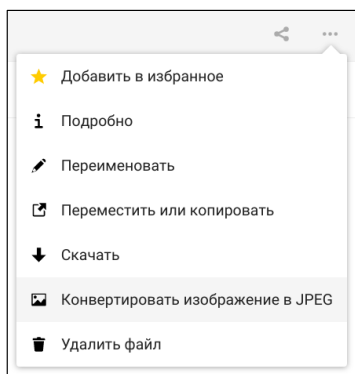 Добавить в избранное
Подробно
Переименовать
Переместить или копировать
Скачать
Конвертировать изображение в JPEG
Удалить файл